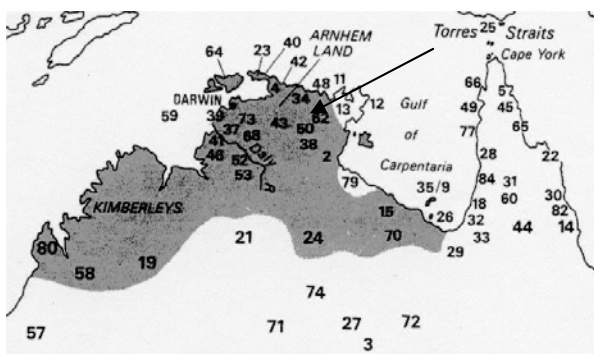 ARNHEM
LAND
Torres 25 Straits
Cape York
64 23 40 42
DARWIN
4 34 48 11
59 39 73 43 50 62 13 12
Gulf
of
Carpentaria
37 68 38
41 Daly 2
46 52
53
79
35/9
66 5
49 45
77 65
28 22
84 31
18 60 30
32 82
33 44 14
26
29
15
70
KIMBERLEYS
80
58
19
21
24
74
57
71
27
72
3